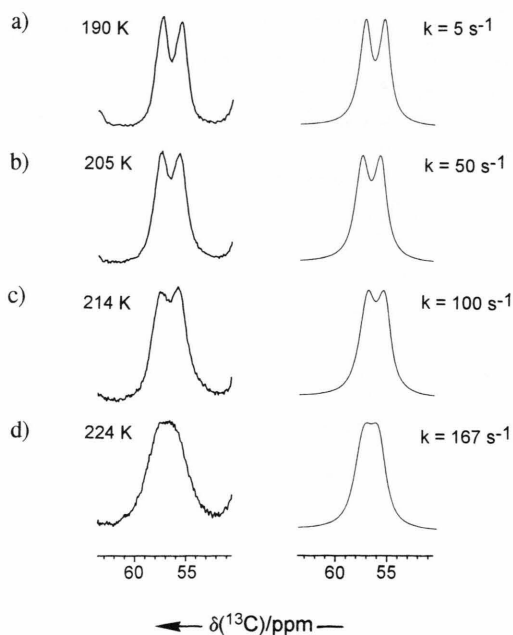 a) 190 K k = 5 s⁻¹
b) 205 K k = 50 s⁻¹
c) 214 K k = 100 s⁻¹
d) 224 K k = 167 s⁻¹
60 55 60 55
← δ(¹³C)/ppm —